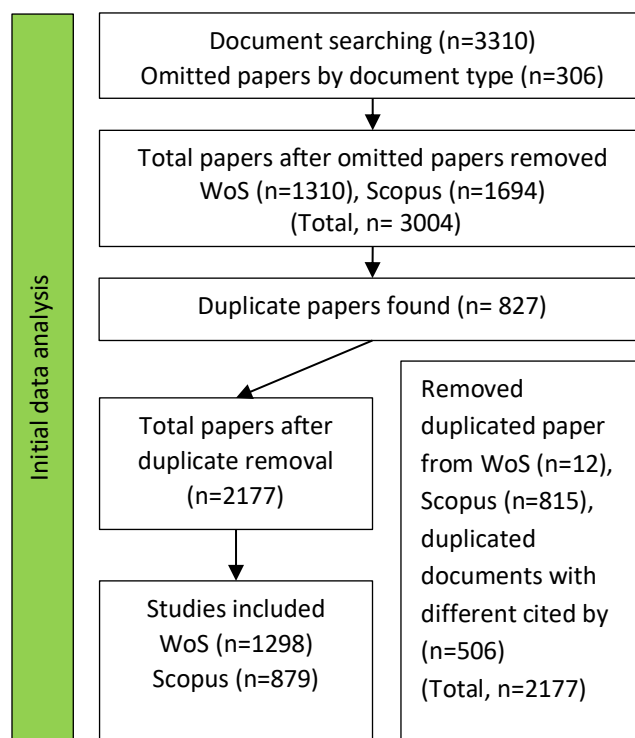 Initial data analysis
Document searching (n=3310)
Omitted papers by document type (n=306)
Total papers after omitted papers removed
WoS (n=1310), Scopus (n=1694)
(Total, n= 3004)
Duplicate papers found (n= 827)
Total papers after
duplicate removal
(n=2177)
Removed
duplicated paper
from WoS (n=12),
Scopus (n=815),
duplicated
documents with
different cited by
(n=506)
(Total, n=2177)
Studies included
WoS (n=1298)
Scopus (n=879)